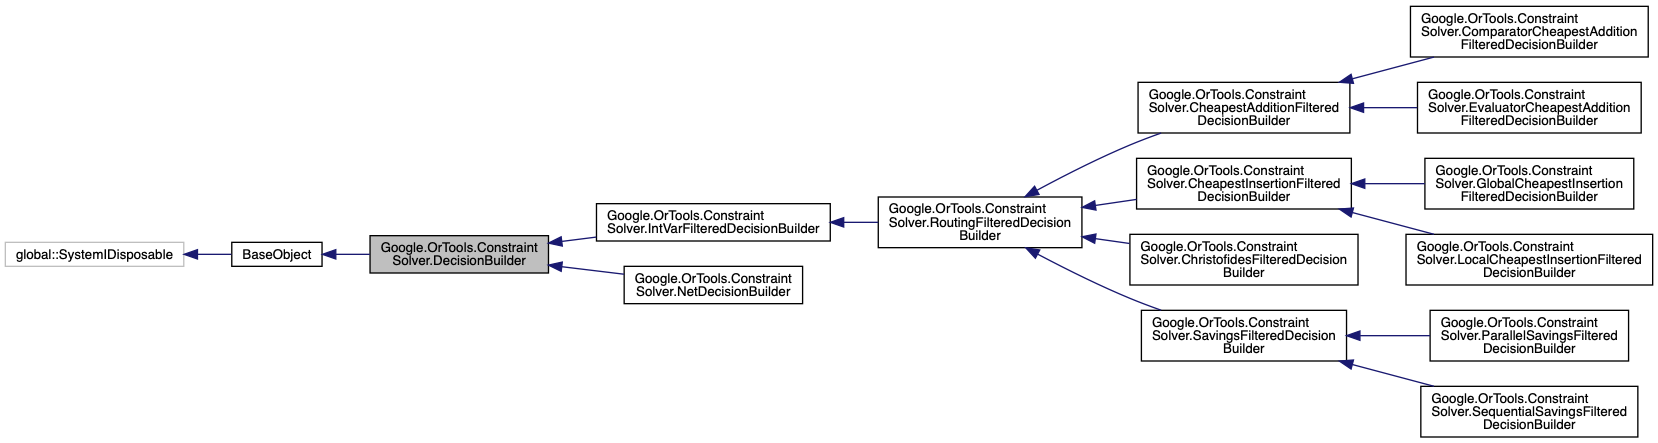 global::SystemIDisposable
BaseObject
Google.OrTools.Constraint
Solver.DecisionBuilder
Google.OrTools.Constraint
Solver.IntVarFilteredDecisionBuilder
Google.OrTools.Constraint
Solver.NetDecisionBuilder
Google.OrTools.Constraint
Solver.RoutingFilteredDecision
Builder
Google.OrTools.Constraint
Solver.CheapestAdditionFiltered
DecisionBuilder
Google.OrTools.Constraint
Solver.CheapestInsertionFiltered
DecisionBuilder
Google.OrTools.Constraint
Solver.ChristofidesFilteredDecision
Builder
Google.OrTools.Constraint
Solver.SavingsFilteredDecision
Builder
Google.OrTools.Constraint
Solver.ComparatorCheapestAddition
FilteredDecisionBuilder
Google.OrTools.Constraint
Solver.EvaluatorCheapestAddition
FilteredDecisionBuilder
Google.OrTools.Constraint
Solver.GlobalCheapestInsertion
FilteredDecisionBuilder
Google.OrTools.Constraint
Solver.LocalCheapestInsertionFiltered
DecisionBuilder
Google.OrTools.Constraint
Solver.ParallelSavingsFiltered
DecisionBuilder
Google.OrTools.Constraint
Solver.SequentialSavingsFiltered
DecisionBuilder